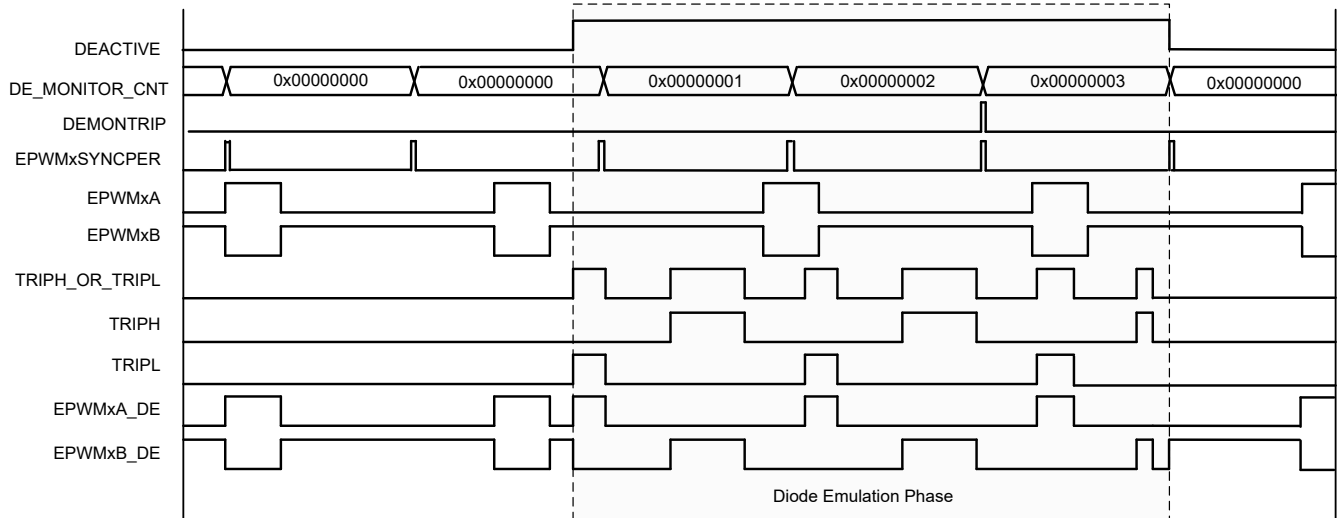 DEACTIVE
DE_MONITOR_CNT 0x00000000 0x00000000 0x00000001 0x00000002 0x00000003 0x00000000
DEMONTRIP
EPWMxSYNCPER
EPWMxA
EPWMxB
TRIPH_OR_TRIPL
TRIPH
TRIPL
EPWMxA_DE
EPWMxB_DE
Diode Emulation Phase